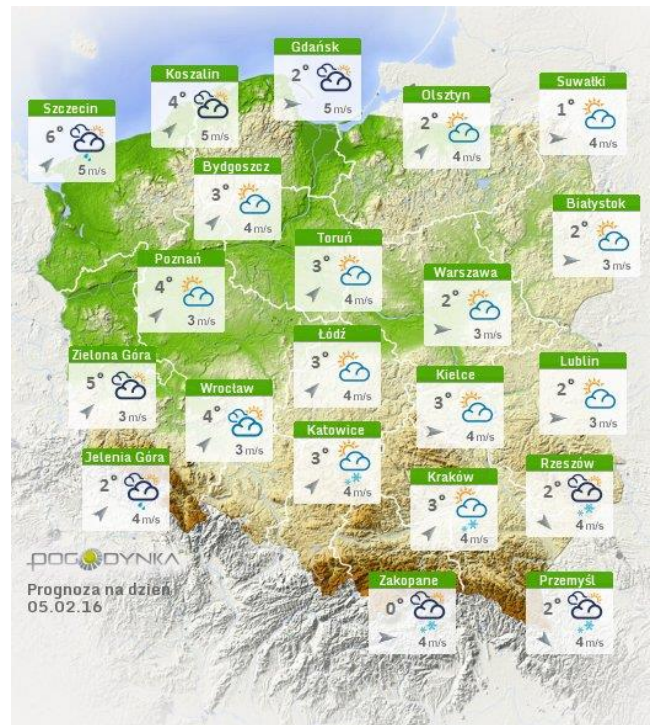 Gdańsk
2°
5 m/s
Koszalin
4°
5 m/s
Suwałki
1°
4 m/s
Olsztyn
2°
4 m/s
Szczecin
6°
5 m/s
Bydgoszcz
3°
4 m/s
Białystok
2°
3 m/s
Toruń
3°
4 m/s
Poznań
4°
3 m/s
Warszawa
2°
3 m/s
Łódź
3°
4 m/s
Zielona Góra
5°
3 m/s
Lublin
2°
3 m/s
Kielce
3°
4 m/s
Wrocław
4°
3 m/s
Katowice
3°
4 m/s
Jelenia Góra
2°
4 m/s
Rzeszów
2°
4 m/s
Kraków
3°
4 m/s
POGODYNKA
Prognoza na dzień
05.02.16
Zakopane
0°
4 m/s
Przemyśl
2°
4 m/s